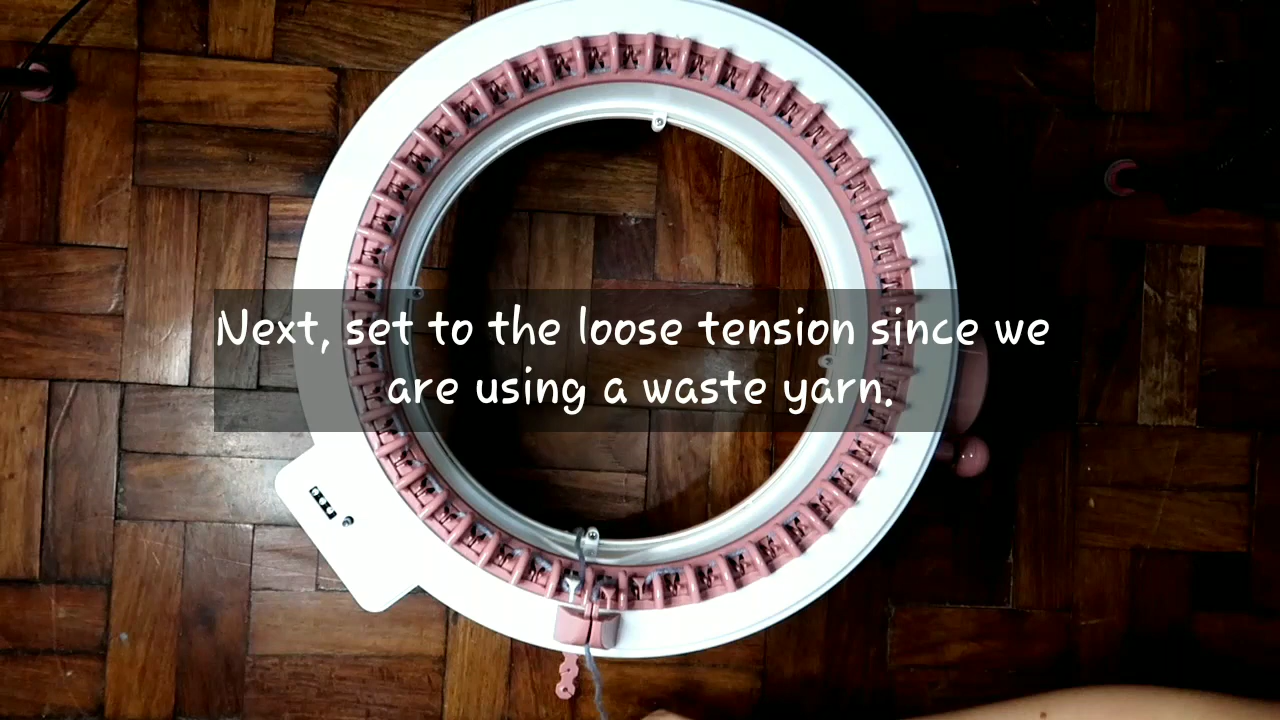 Next, set to the loose tension since we
are using a waste yarn.